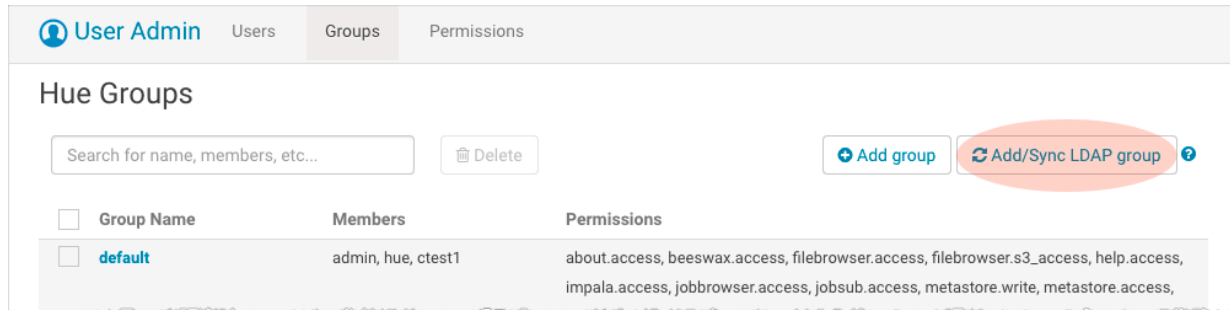 User Admin Users Groups Permissions
Hue Groups
Search for name, members, etc... Delete Add group Add/Sync LDAP group
Group Name Members Permissions
default admin, hue, ctest1 about.access, beeswax.access, filebrowser.access, filebrowser.s3_access, help.access,
impala.access, jobbrowser.access, jobsub.access, metastore.write, metastore.access,